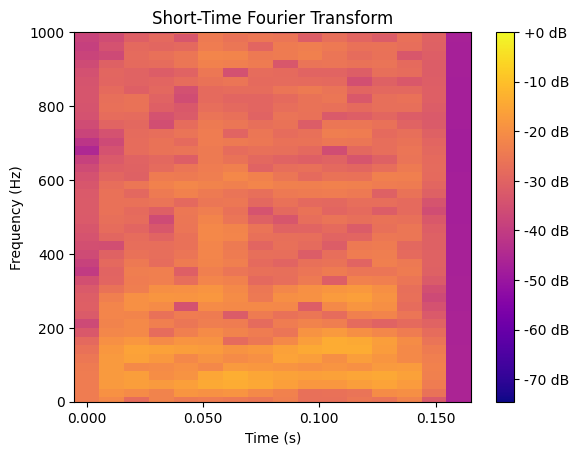 Short-Time Fourier Transform
1000
800
600
400
200
0
Frequency (Hz)
0.000
0.050
0.100
0.150
Time (s)
+0 dB
-10 dB
-20 dB
-30 dB
-40 dB
-50 dB
-60 dB
-70 dB